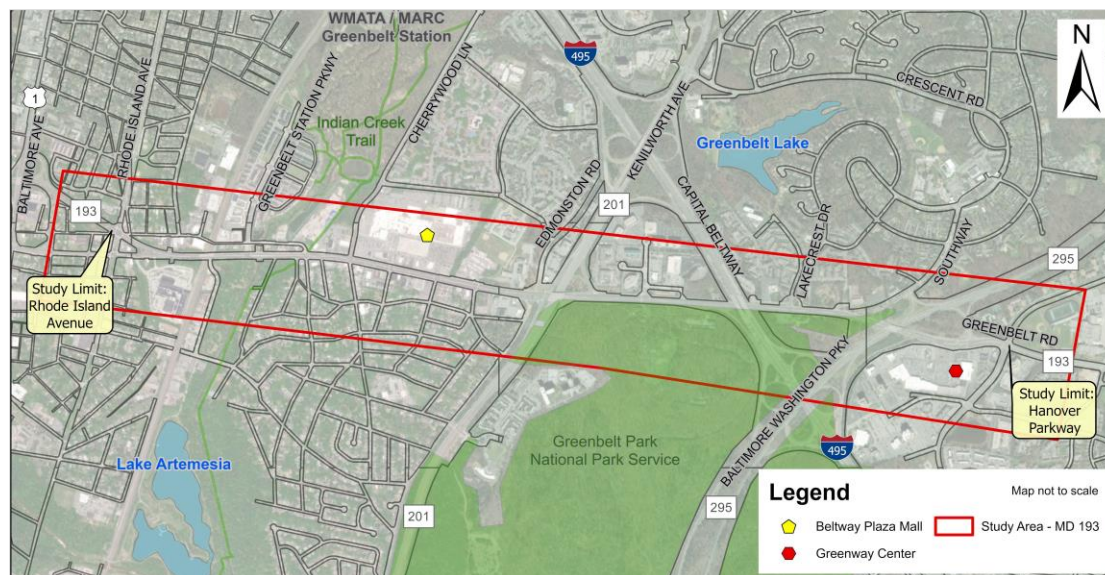 WMATA / MARC
Greenbelt Station
N
495
1
BALTIMORE AVE
RHODE ISLAND AVE
GREENBELT STATION PKWY
CHERRYWOOD LN
Indian Creek
Trail
EDMONSTON RD
KENILWORTH AVE
201
CAPITAL BELTWAY
Greenbelt Lake
CRESCENT RD
LAKECREST DR
SOUTHWAY
295
193
Study Limit:
Rhode Island
Avenue
GREENBELT RD
193
Study Limit:
Hanover
Parkway
Lake Artemesia
Greenbelt Park
National Park Service
BALTIMORE WASHINGTON PKY
495
201
295
Legend
Map not to scale
Beltway Plaza Mall
Study Area - MD 193
Greenway Center